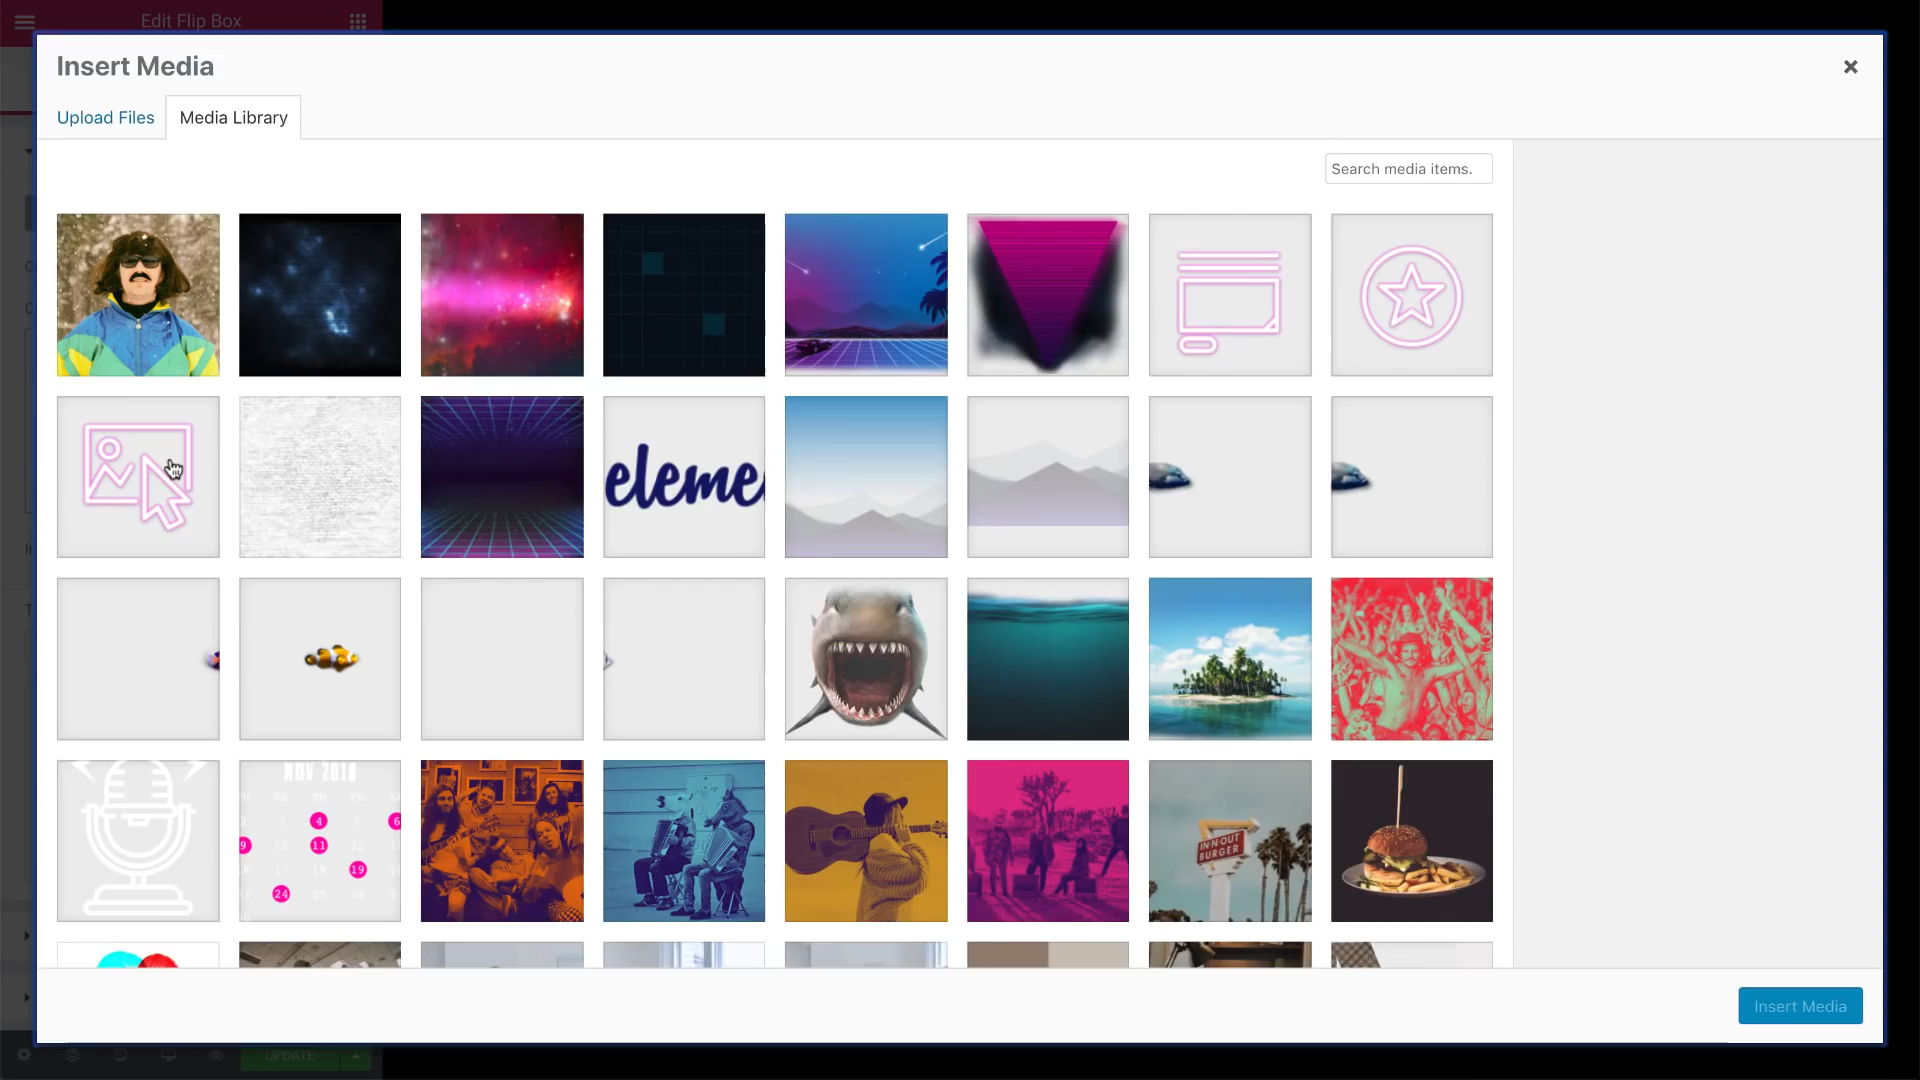 Edit Flip Box
Insert Media
Upload Files
Media Library
Search media items.
eleme
NOV 2018
4
6
9
11
19
24
IN-N-OUT
BURGER
Insert Media
UPDATE